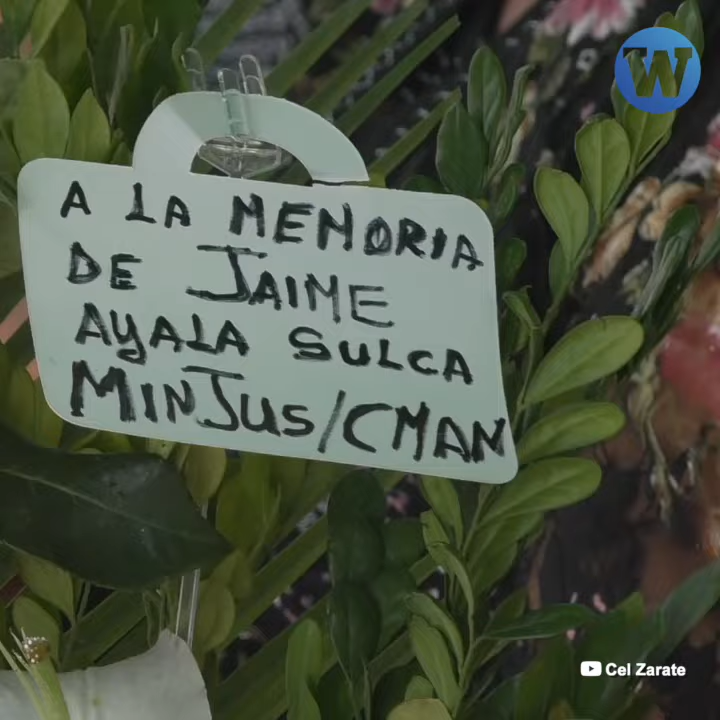 W
A LA MEMORIA
DE JAIME
AYALA SULCA
MINJUS/CMAN
Cel Zarate